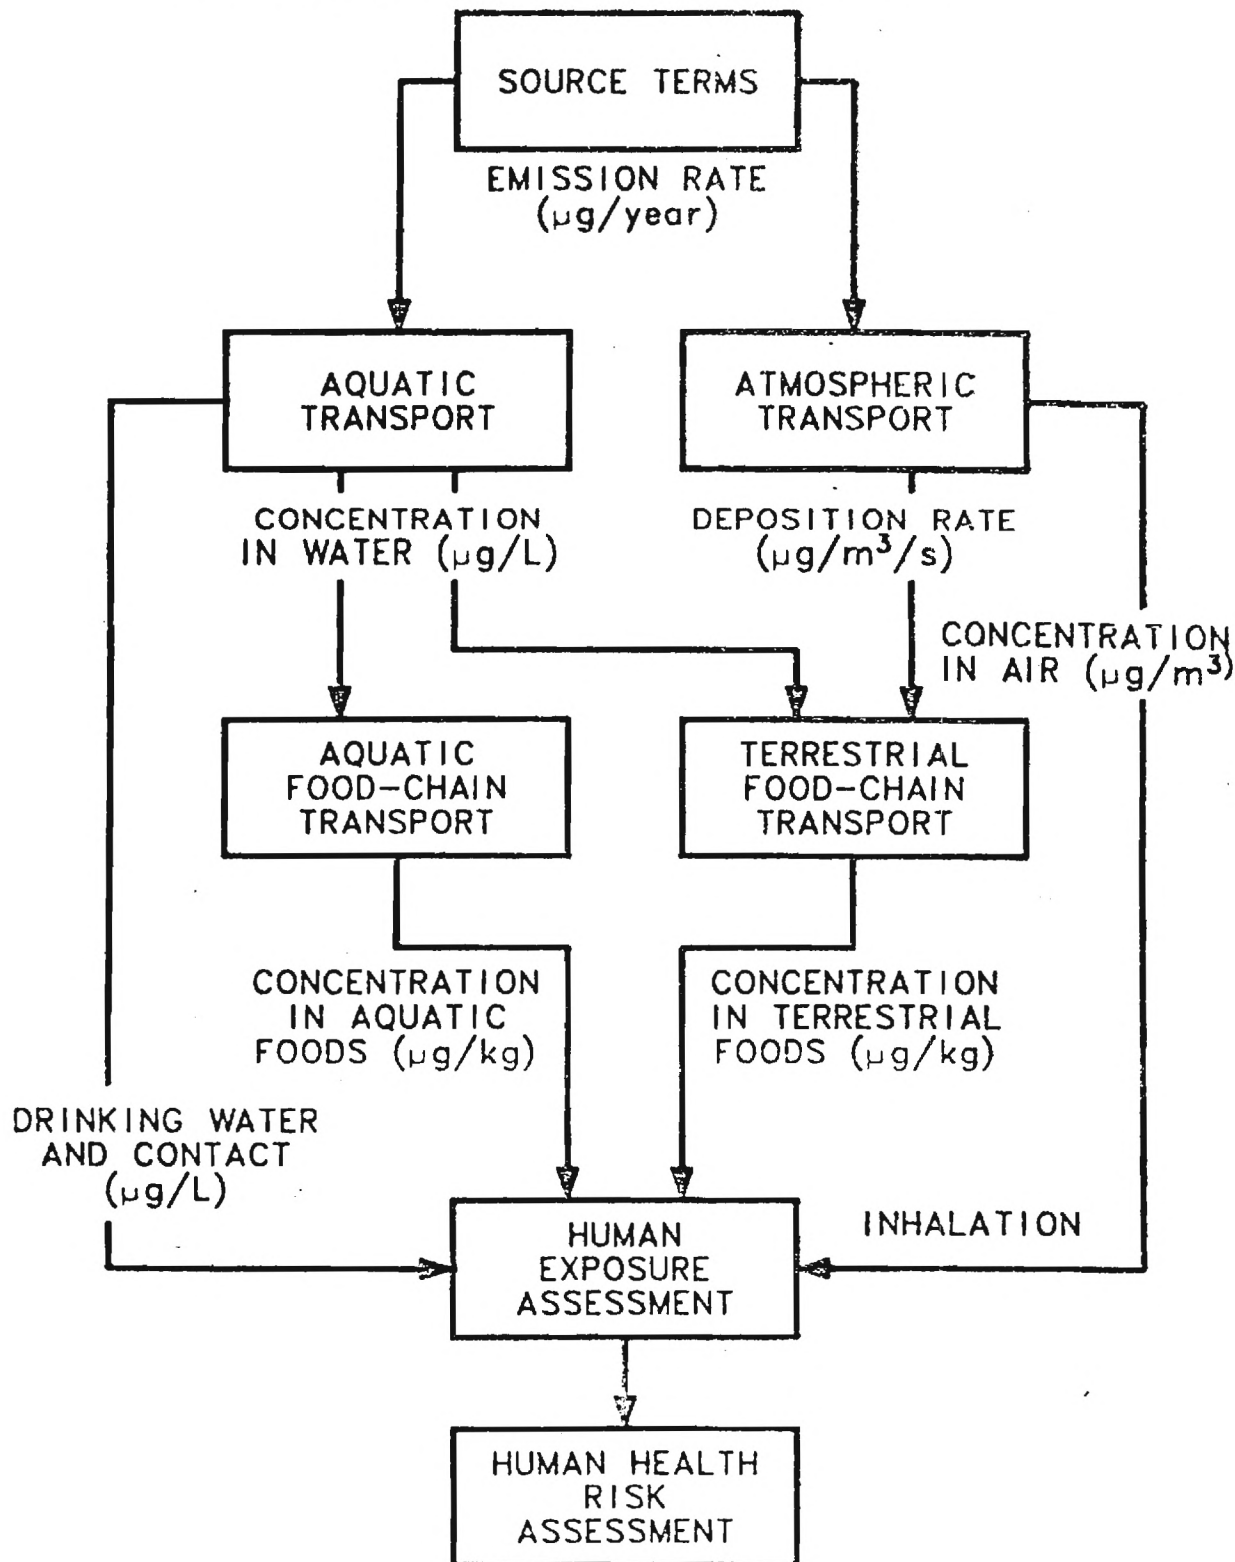 SOURCE TERMS
EMISSION RATE
(µg/year)
AQUATIC
TRANSPORT
ATMOSPHERIC
TRANSPORT
CONCENTRATION
IN WATER (µg/L)
DEPOSITION RATE
(µg/m³/s)
CONCENTRATION
IN AIR (µg/m³)
AQUATIC
FOOD-CHAIN
TRANSPORT
TERRESTRIAL
FOOD-CHAIN
TRANSPORT
CONCENTRATION
IN AQUATIC
FOODS (µg/kg)
CONCENTRATION
IN TERRESTRIAL
FOODS (µg/kg)
DRINKING WATER
AND CONTACT
(µg/L)
HUMAN
EXPOSURE
ASSESSMENT
INHALATION
HUMAN HEALTH
RISK
ASSESSMENT